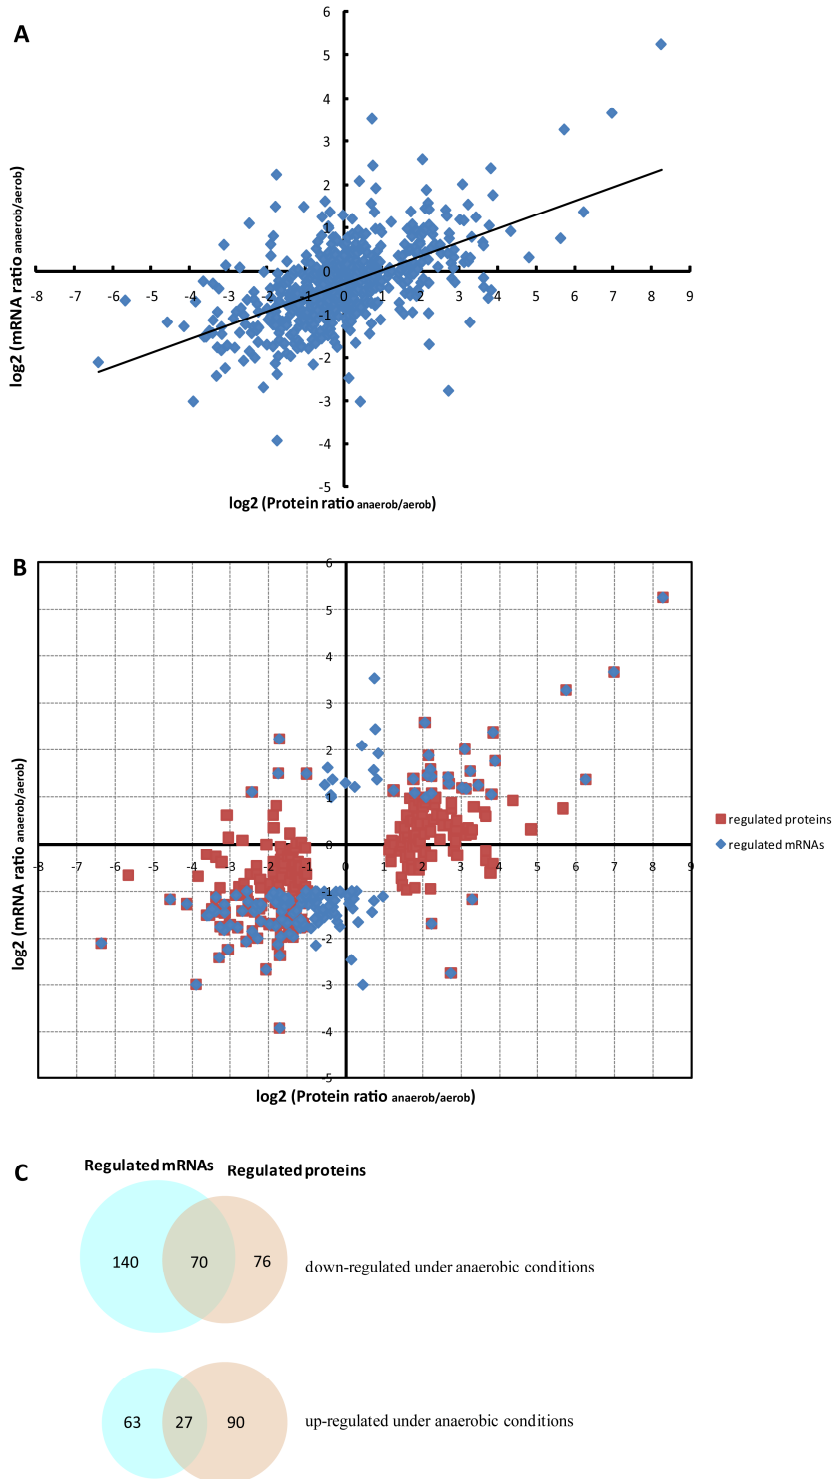 A
6
5
4
3
2
1
0
-8 -7 -6 -5 -4 -3 -2 -1 0 1 2 3 4 5 6 7 8 9
-1
-2
-3
-4
-5
log2 (mRNA ratio anaerob/aerob)
log2 (Protein ratio anaerob/aerob)
B
6
5
4
3
2
1
0
-8 -7 -6 -5 -4 -3 -2 -1 0 1 2 3 4 5 6 7 8 9
-1
-2
-3
-4
-5
log2 (mRNA ratio anaerob/aerob)
log2 (Protein ratio anaerob/aerob)
regulated proteins
regulated mRNAs
C
Regulated mRNAs Regulated proteins
140 70 76 down-regulated under anaerobic conditions
63 27 90 up-regulated under anaerobic conditions